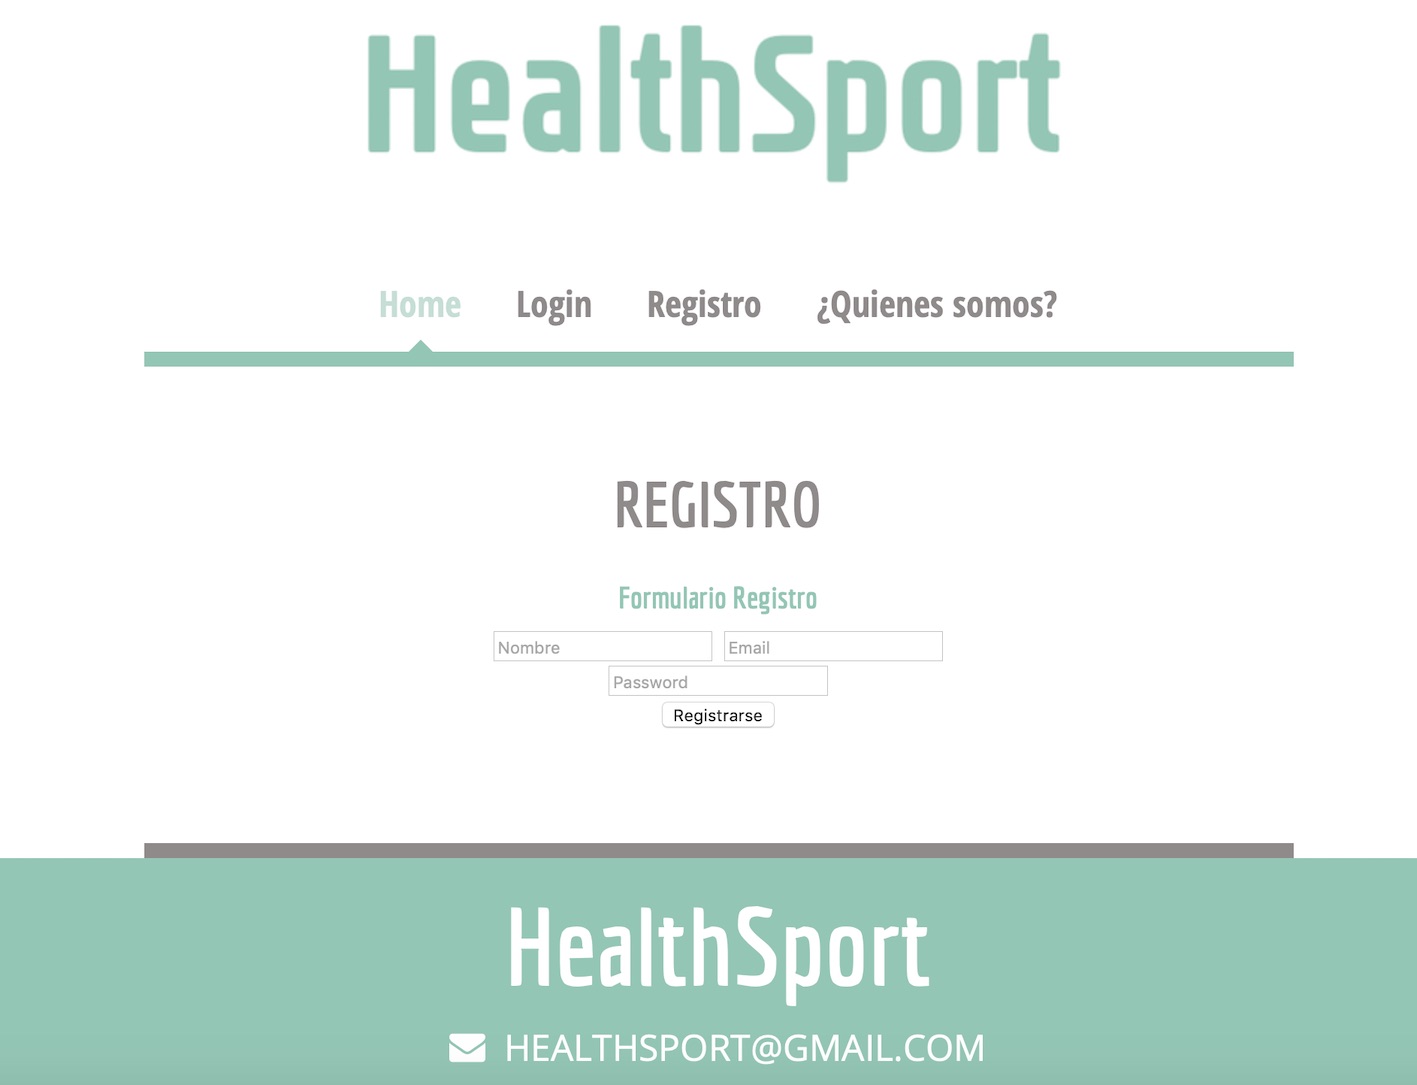 HealthSport
Home Login Registro ¿Quienes somos?
REGISTRO
Formulario Registro
Nombre Email
Password
Registrarse
HealthSport
HEALTHSPORT@GMAIL.COM